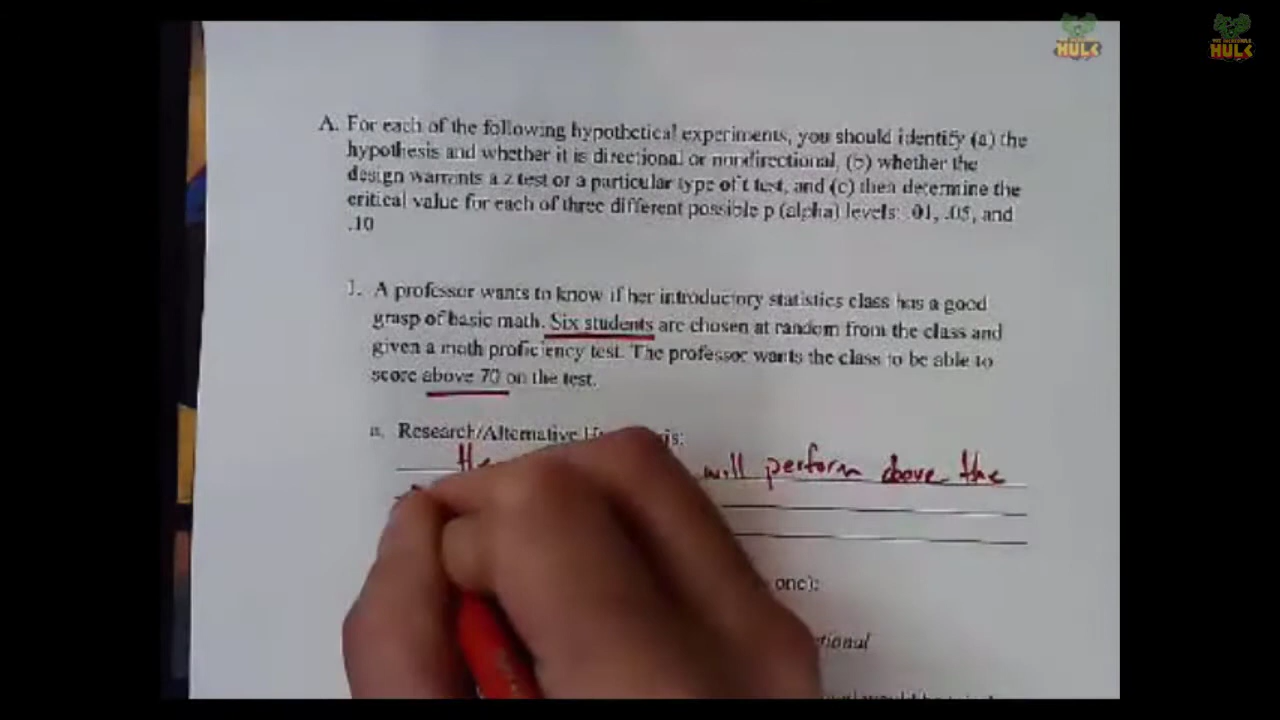 HULK
HULK
A. For each of the following hypothetical experiments, you should identify (a) the
hypothesis and whether it is directional or nondirectional, (b) whether the
design warrants a z test or a particular type of t test, and (c) then determine the
critical value for each of three different possible p (alpha) levels: .01, .05, and
.10
1. A professor wants to know if her introductory statistics class has a good
grasp of basic math. Six students are chosen at random from the class and
given a math proficiency test. The professor wants the class to be able to
score above 70 on the test.
a. Research/Alternative
will perform above the
one):